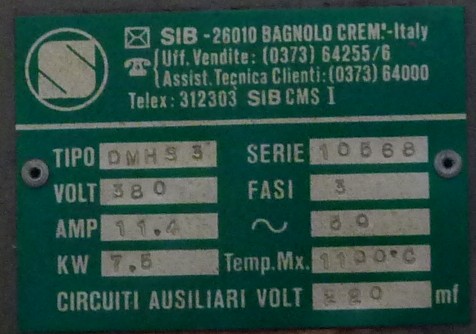 SIB - 26010 BAGNOLO CREM.-Italy
Uff. Vendite: (0373) 64255/6
Assist. Tecnica Clienti: (0373) 64000
Telex: 312303 SIB CMS I
TIPO DMHS 3 SERIE 10568
VOLT 380 FASI 3
AMP 11.4 ~ 50
KW 7.5 Temp.Mx. 1100°C
CIRCUITI AUSILIARI VOLT 220 mf